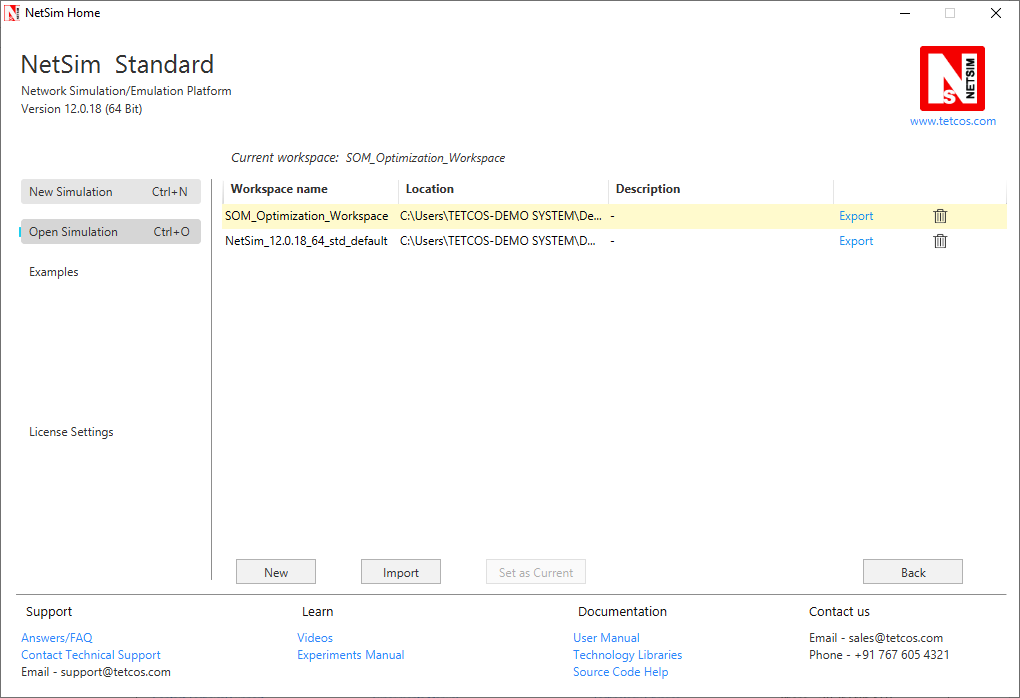 NetSim Home
NetSim Standard
Network Simulation/Emulation Platform
Version 12.0.18 (64 Bit)
N
S
NETSIM
www.tetcos.com
Current workspace: SOM_Optimization_Workspace
New Simulation Ctrl+N
Open Simulation Ctrl+O
Examples
License Settings
Workspace name Location Description
SOM_Optimization_Workspace C:\Users\TETCOS-DEMO SYSTEM\De... - Export
NetSim_12.0.18_64_std_default C:\Users\TETCOS-DEMO SYSTEM\D... - Export
New Import Set as Current Back
Support Learn Documentation Contact us
Answers/FAQ Videos User Manual Email - sales@tetcos.com
Contact Technical Support Experiments Manual Technology Libraries Phone - +91 767 605 4321
Email - support@tetcos.com Source Code Help